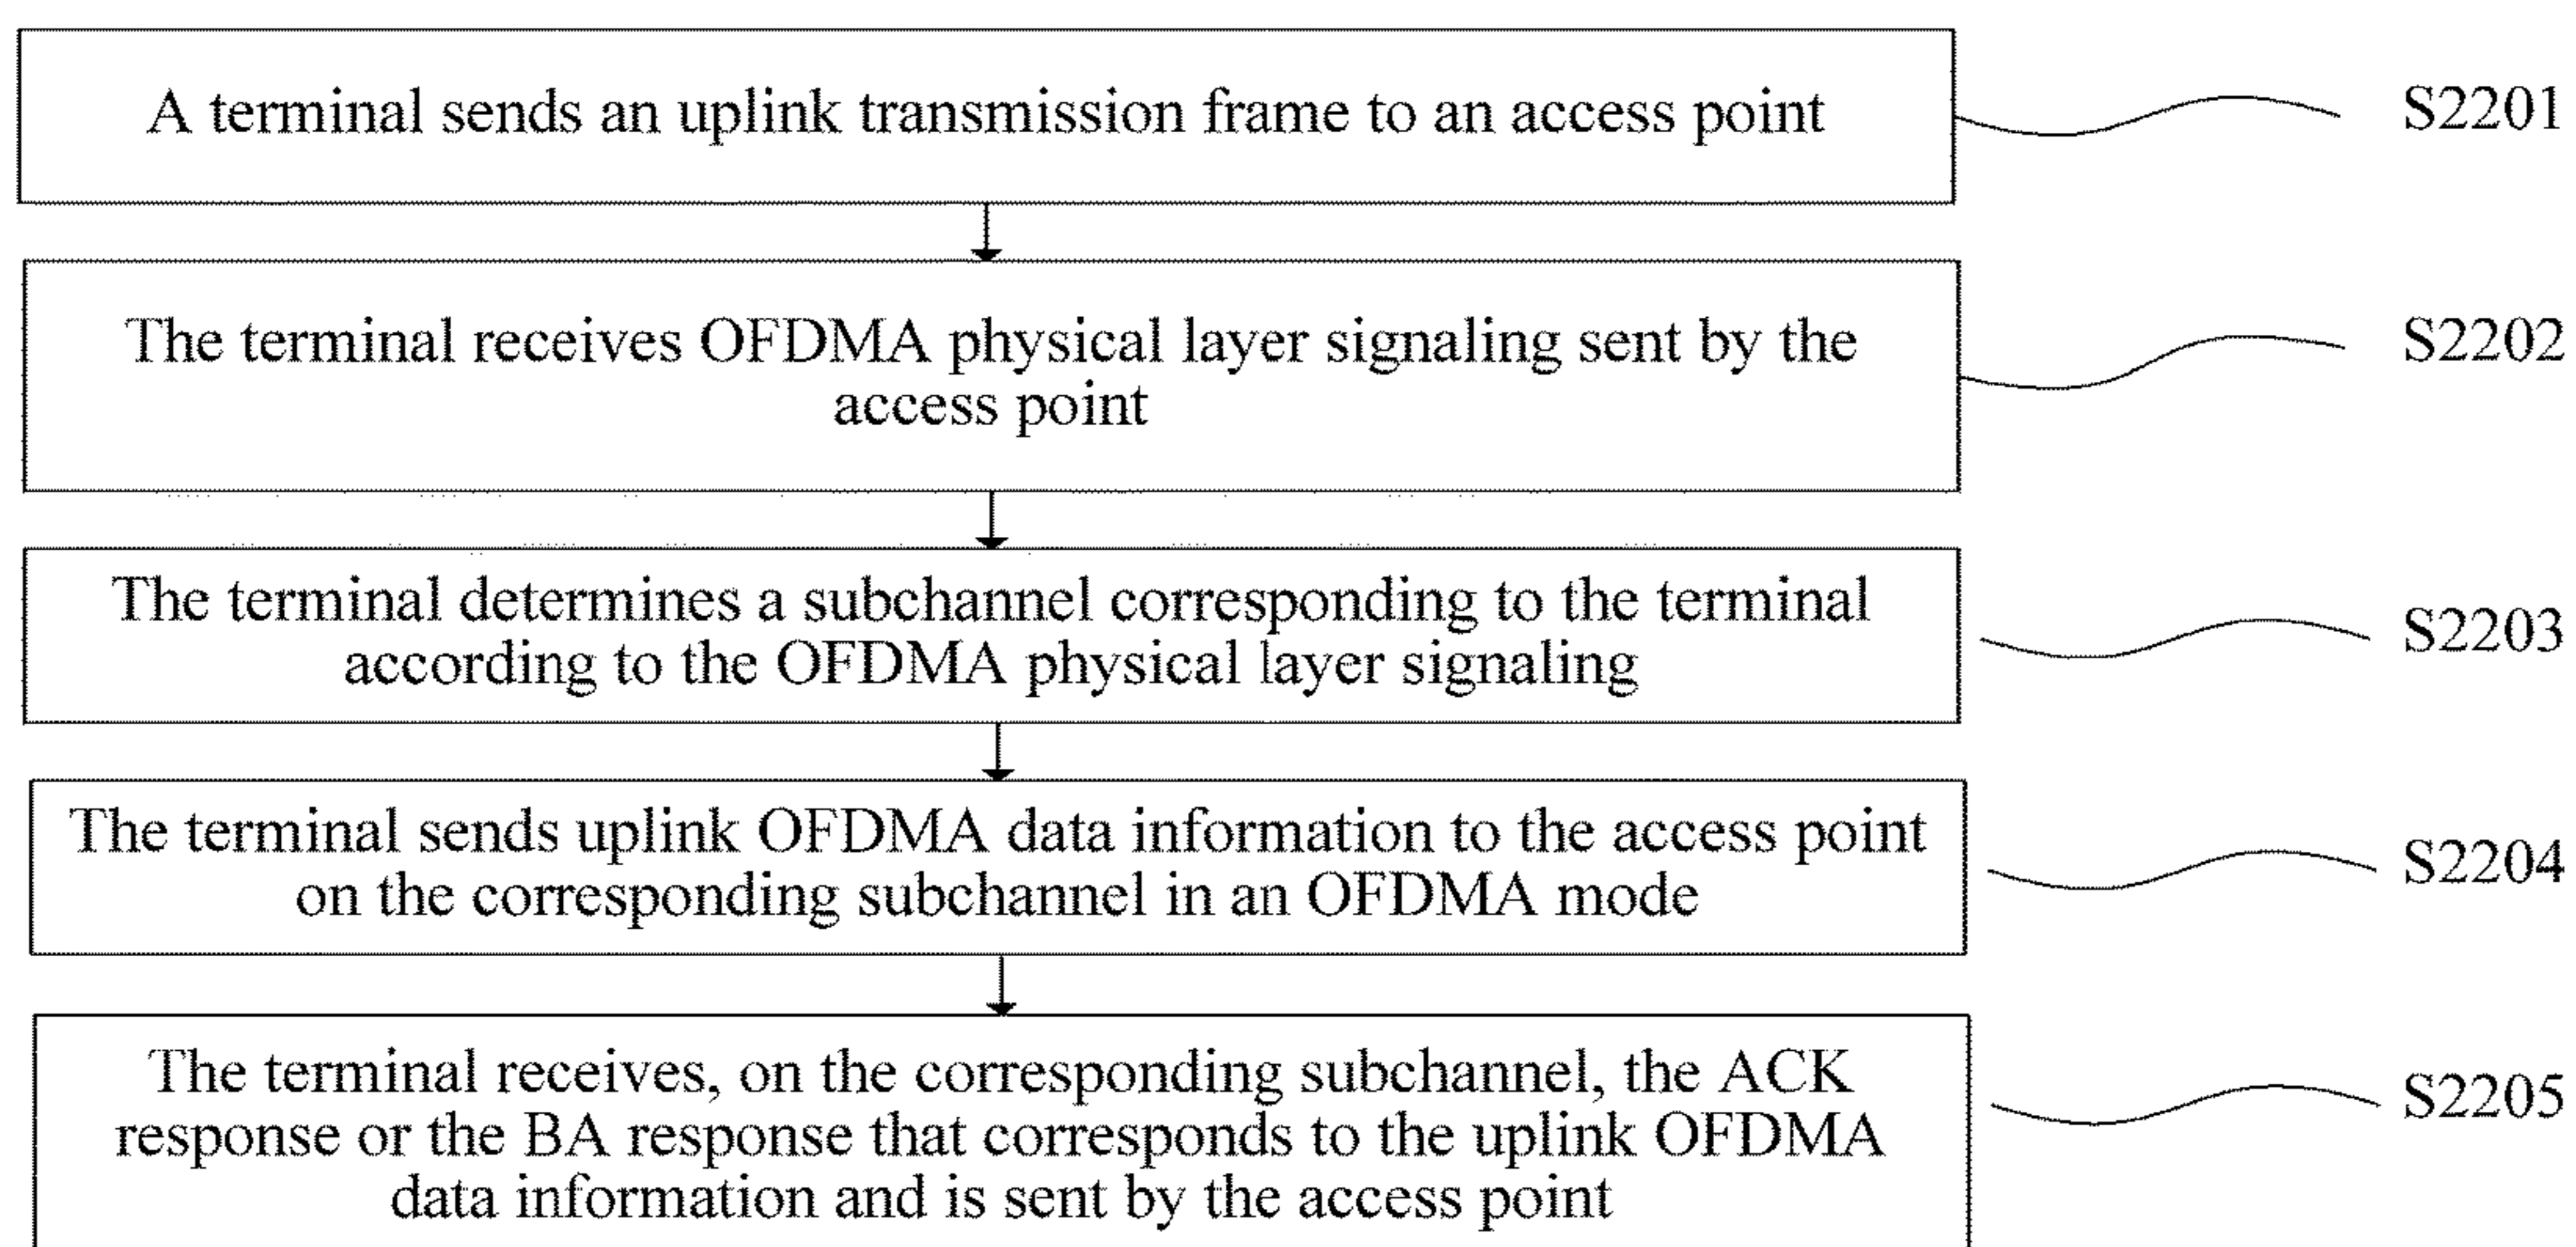 A terminal sends an uplink transmission frame to an access point
S2201
The terminal receives OFDMA physical layer signaling sent by the
access point
S2202
The terminal determines a subchannel corresponding to the terminal
according to the OFDMA physical layer signaling
S2203
The terminal sends uplink OFDMA data information to the access point
on the corresponding subchannel in an OFDMA mode
S2204
The terminal receives, on the corresponding subchannel, the ACK
response or the BA response that corresponds to the uplink OFDMA
data information and is sent by the access point
S2205